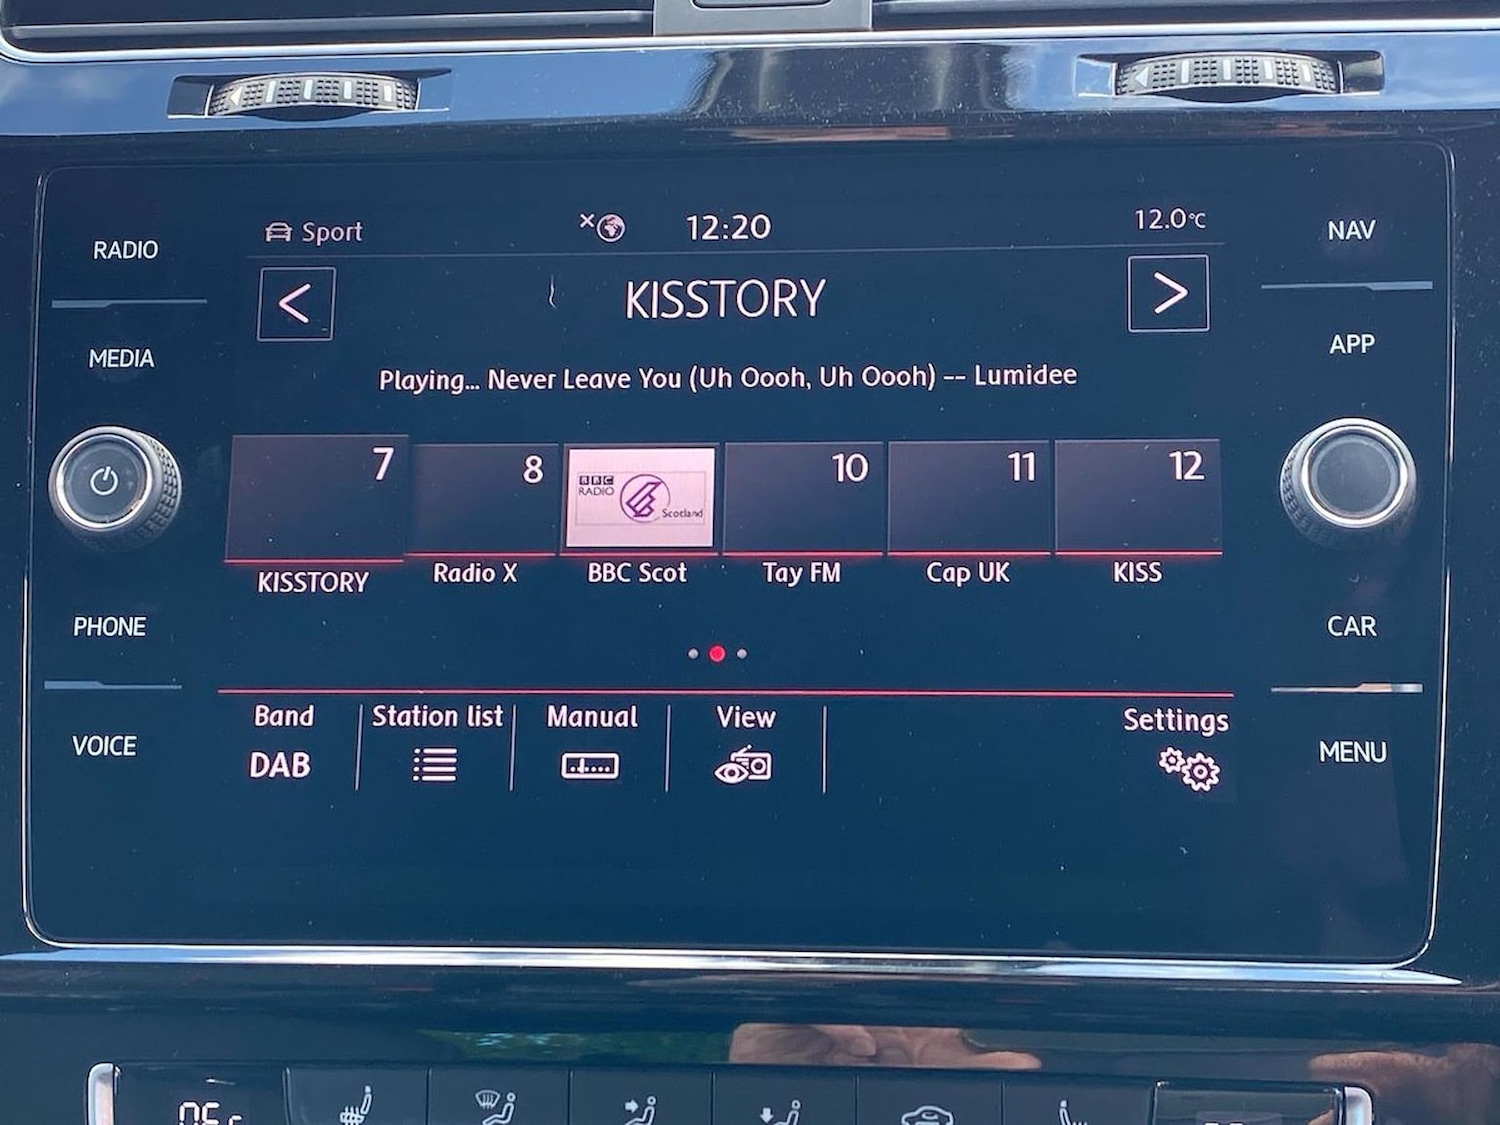 RADIO
MEDIA
PHONE
VOICE
Sport
12:20
12.0°C
<
KISSTORY
>
Playing... Never Leave You (Uh Oooh, Uh Oooh) -- Lumidee
7
8
BBC
RADIO
Scotland
10
11
12
KISSTORY
Radio X
BBC Scot
Tay FM
Cap UK
KISS
Band
DAB
Station list
Manual
View
Settings
NAV
APP
CAR
MENU